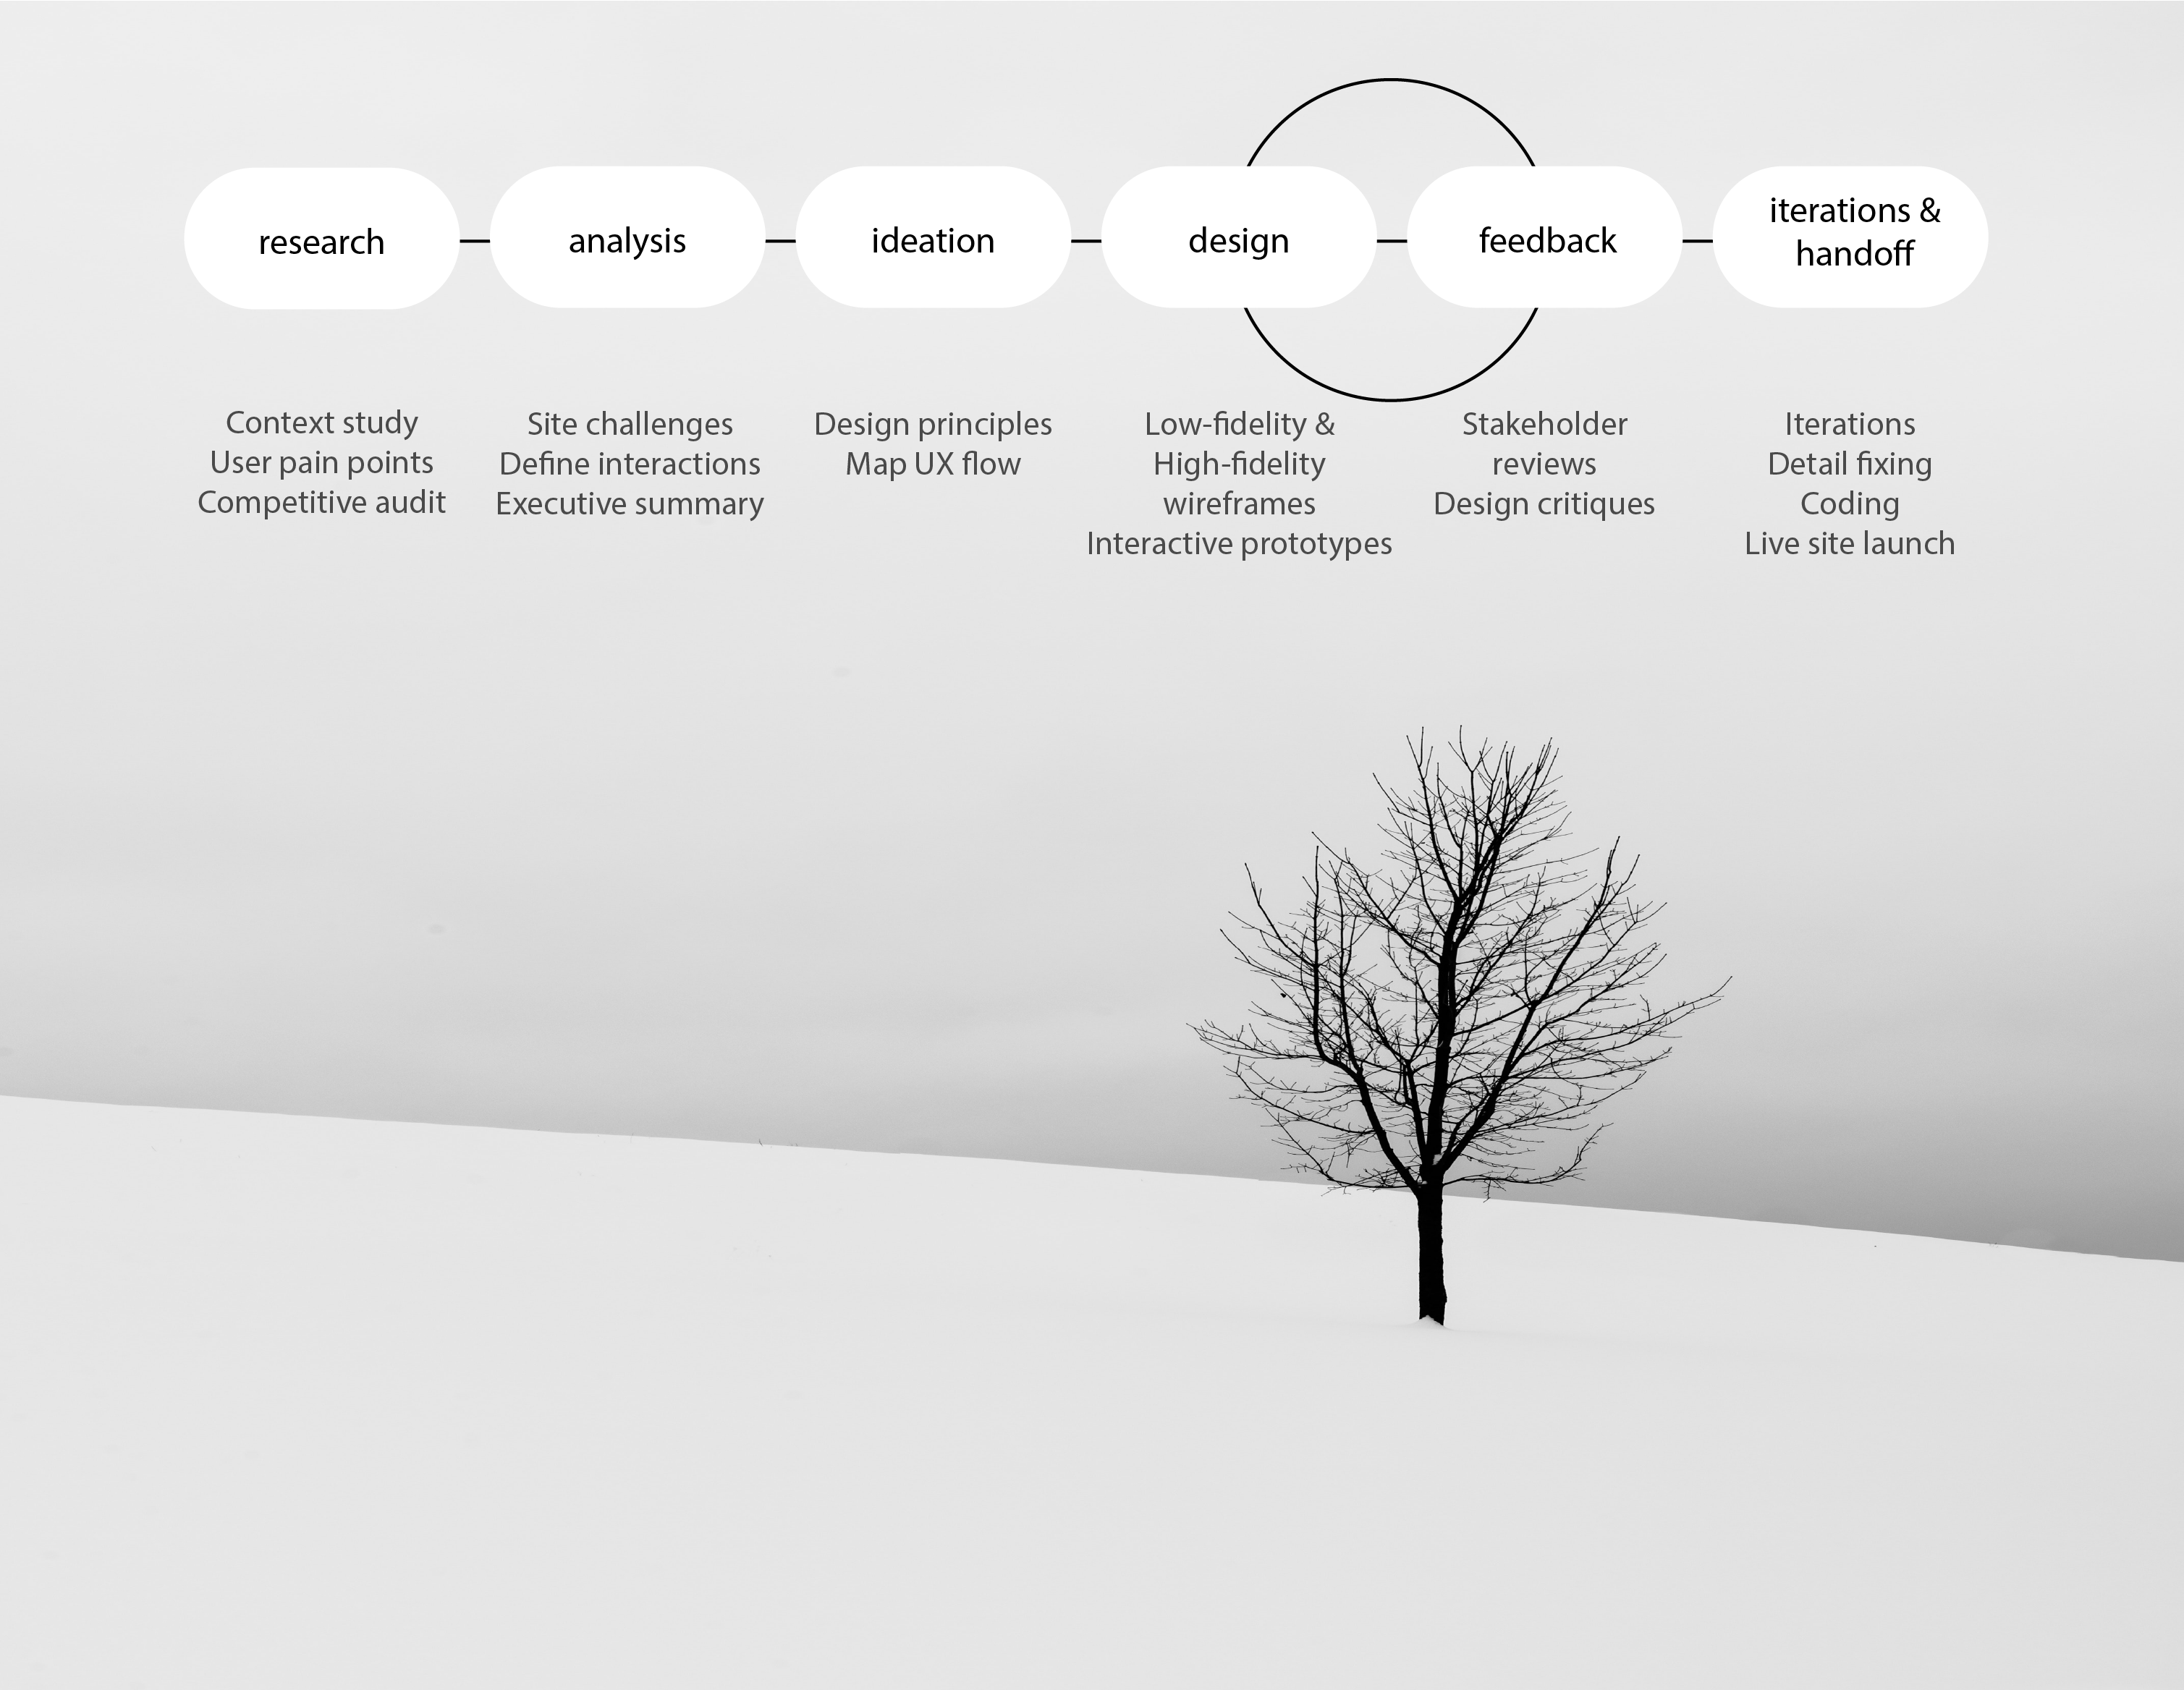 research
analysis
ideation
design
feedback
iterations &
handoff
Context study
User pain points
Competitive audit
Site challenges
Define interactions
Executive summary
Design principles
Map UX flow
Low-fidelity &
High-fidelity
wireframes
Interactive prototypes
Stakeholder
reviews
Design critiques
Iterations
Detail fixing
Coding
Live site launch